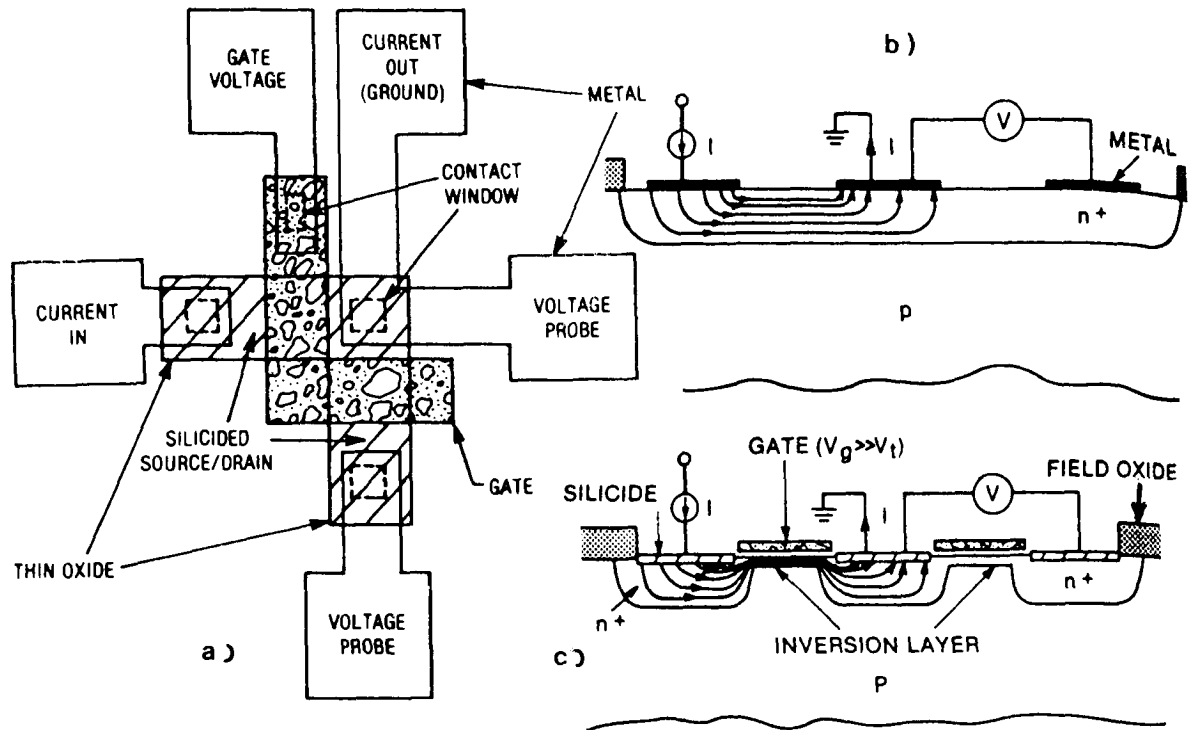 GATE
VOLTAGE
CURRENT
OUT
(GROUND)
METAL
CONTACT
WINDOW
CURRENT
IN
VOLTAGE
PROBE
SILICIDED
SOURCE/DRAIN
GATE
THIN OXIDE
VOLTAGE
PROBE
a)
b)
I
I
V
METAL
n+
p
GATE (Vg>>Vt)
SILICIDE
I
I
V
FIELD OXIDE
n+
n+
INVERSION LAYER
c)
P